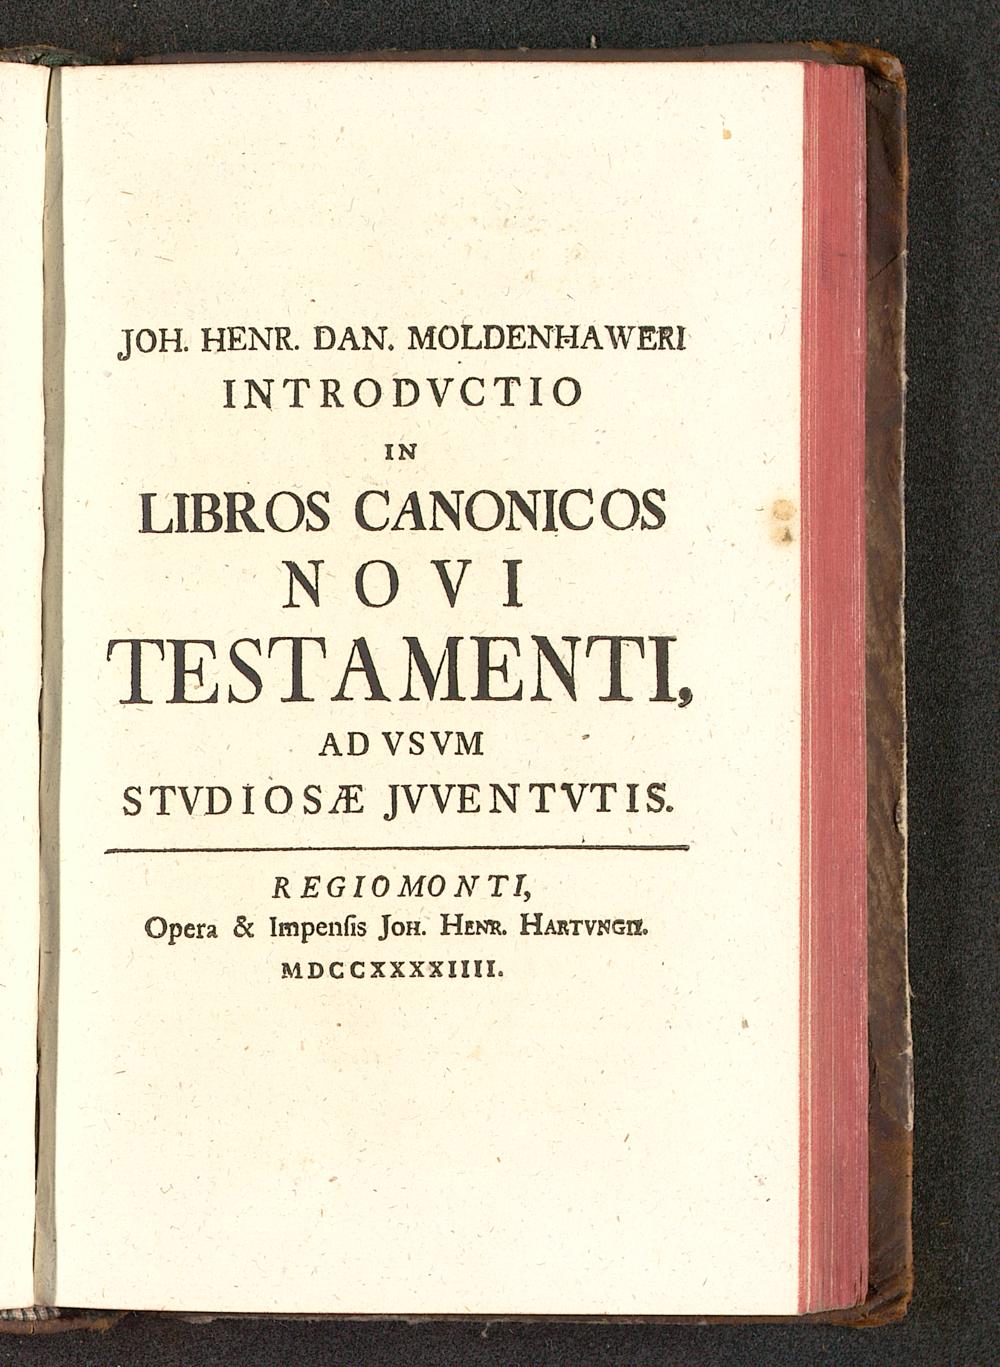 JOH. HENR. DAN. MOLDENHAWERI
INTRODVCTIO
IN
LIBROS CANONICOS
NOVI
TESTAMENTI,
AD VSVM
STVDIOSÆ JVVENTVTIS.
REGIOMONTI,
Opera & Impenſis JOH. HENR. HARTVNGII.
MDCCXXXXIIII.